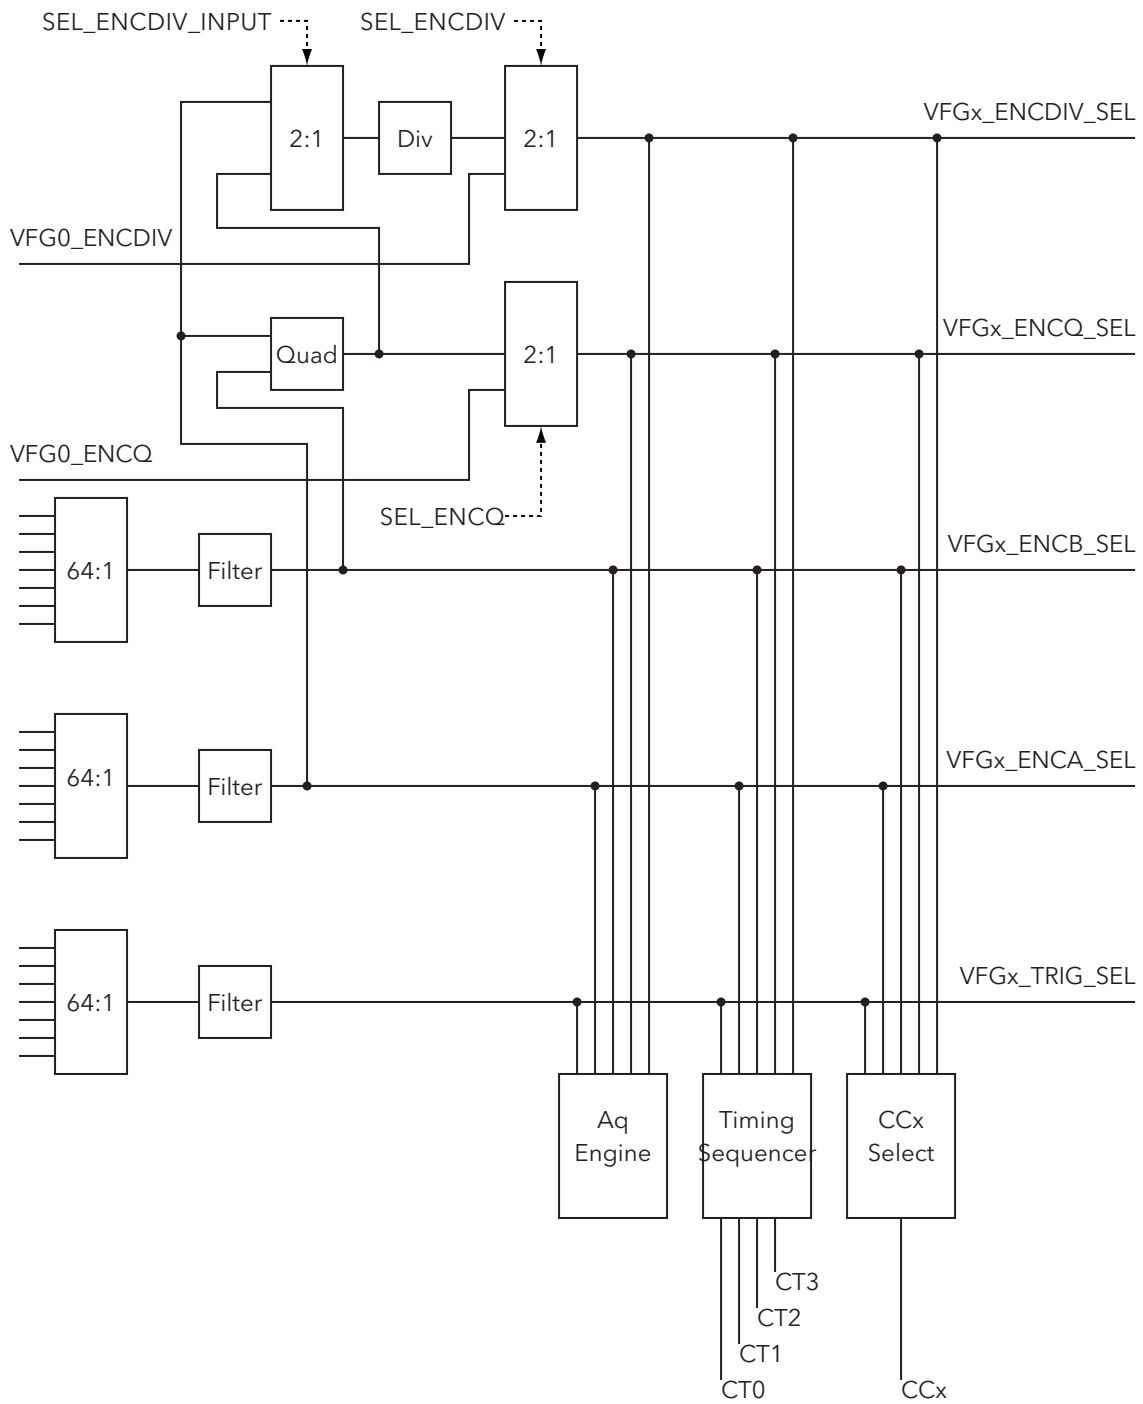 SEL_ENCDIV_INPUT
SEL_ENCDIV
VFGx_ENCDIV_SEL
2:1
Div
2:1
VFG0_ENCDIV
VFGx_ENCQ_SEL
Quad
2:1
VFG0_ENCQ
SEL_ENCQ
VFGx_ENCB_SEL
64:1
Filter
VFGx_ENCA_SEL
64:1
Filter
VFGx_TRIG_SEL
64:1
Filter
Aq
Engine
Timing
Sequencer
CCx
Select
CT3
CT2
CT1
CT0
CCx